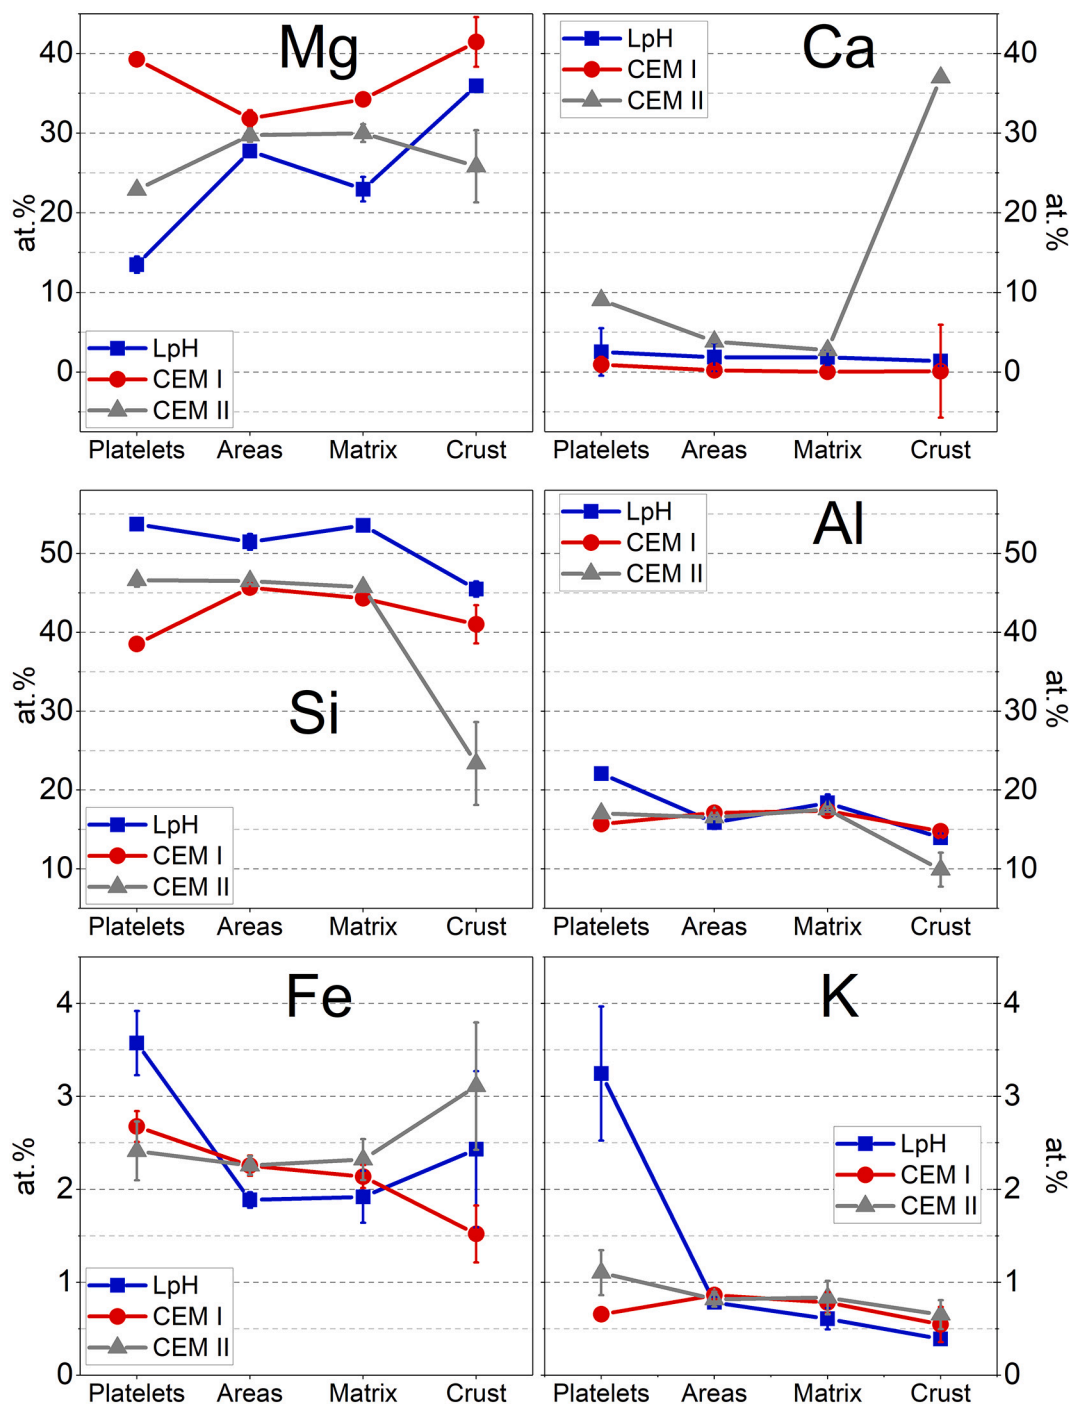 Mg
40
30
20
10
0
at.%
LpH
CEM I
CEM II
Platelets Areas Matrix Crust
Ca
LpH
CEM I
CEM II
40
30
20
10
0
at.%
Platelets Areas Matrix Crust
Si
50
40
30
20
10
at.%
LpH
CEM I
CEM II
Platelets Areas Matrix Crust
Al
LpH
CEM I
CEM II
50
40
30
20
10
at.%
Platelets Areas Matrix Crust
Fe
4
3
2
1
0
at.%
LpH
CEM I
CEM II
Platelets Areas Matrix Crust
K
LpH
CEM I
CEM II
4
3
2
1
0
at.%
Platelets Areas Matrix Crust